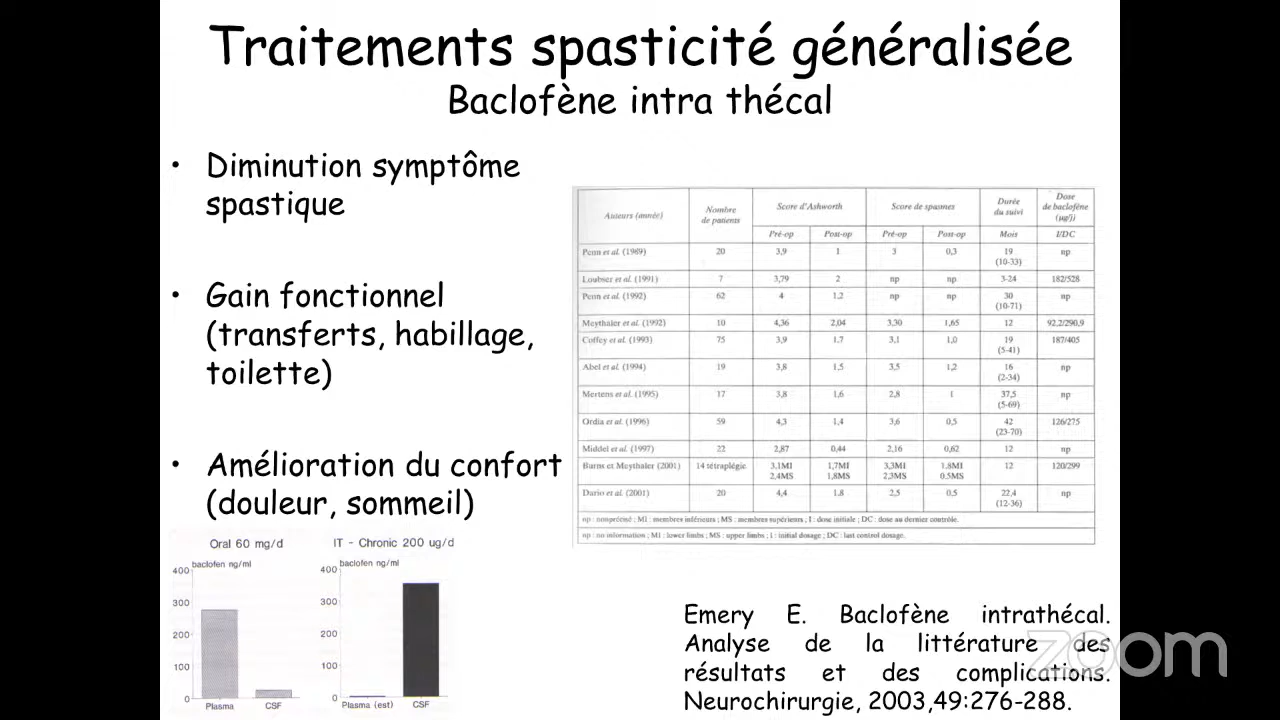 Traitements spasticité généralisée
Baclofène intra thécal
• Diminution symptôme
spastique
• Gain fonctionnel
(transferts, habillage,
toilette)
• Amélioration du confort
(douleur, sommeil)
Auteurs (année) Nombre de patients Score d'Ashworth Score de spasmes Durée du suivi Dose de baclofène (µg/j)
Pré-op Post-op Pré-op Post-op Mois I/DC
Penn et al. (1989) 20 3,9 1 3 0,3 19 (10-33) np
Loubser et al. (1991) 7 3,79 2 np np 3-24 182/528
Penn et al. (1992) 62 4 1,2 np np 30 (10-71) np
Meythaler et al. (1992) 10 4,36 2,04 3,30 1,65 12 92,2/290,9
Coffey et al. (1993) 75 3,9 1,7 3,1 1,0 19 (5-41) 187/405
Abel et al. (1994) 19 3,8 1,5 3,5 1,2 16 (2-34) np
Mertens et al. (1995) 17 3,8 1,6 2,8 1 37,5 (5-69) np
Ordia et al. (1996) 59 4,3 1,4 3,6 0,5 42 (23-70) 126/275
Middel et al. (1997) 22 2,87 0,44 2,16 0,62 12 np
Burns et Meythaler (2001) 14 tétraplégie 3,1MI 1,7MI 3,3MI 1,8MI 12 120/299
2,4MS 1,8MS 2,3MS 0.5MS
Dario et al. (2001) 20 4,4 1,8 2,5 0,5 22,4 (12-36) np
np : nonprécisé ; MI : membres inférieurs ; MS : membres supérieurs ; I : dose initiale ; DC : dose au dernier contrôle.
np : no information ; MI : lower limbs ; MS : upper limbs ; I : initial dosage ; DC : last control dosage.
Oral 60 mg/d
baclofen ng/ml
400
300
200
100
0
Plasma CSF
IT - Chronic 200 ug/d
baclofen ng/ml
400
300
200
100
0
Plasma (est) CSF
Emery E. Baclofène intrathécal.
Analyse de la littérature des
résultats et des complications.
Neurochirurgie, 2003,49:276-288.
zoom